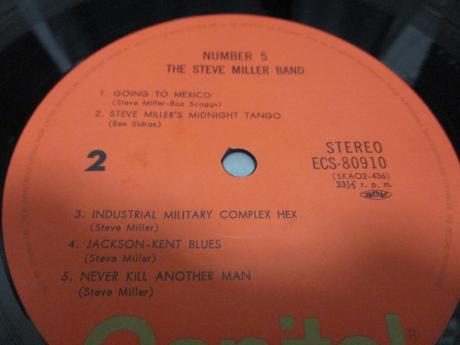 NUMBER 5
THE STEVE MILLER BAND
1. GOING TO MEXICO
(Steve Miller-Boz Scaggs)
2. STEVE MILLER'S MIDNIGHT TANGO
(Ben Sidran)
2
STEREO
ECS-80910
(SKAO2-436)
33⅓ r. p. m.
3. INDUSTRIAL MILITARY COMPLEX HEX
(Steve Miller)
4. JACKSON-KENT BLUES
(Steve Miller)
5. NEVER KILL ANOTHER MAN
(Steve Miller)
Capitol